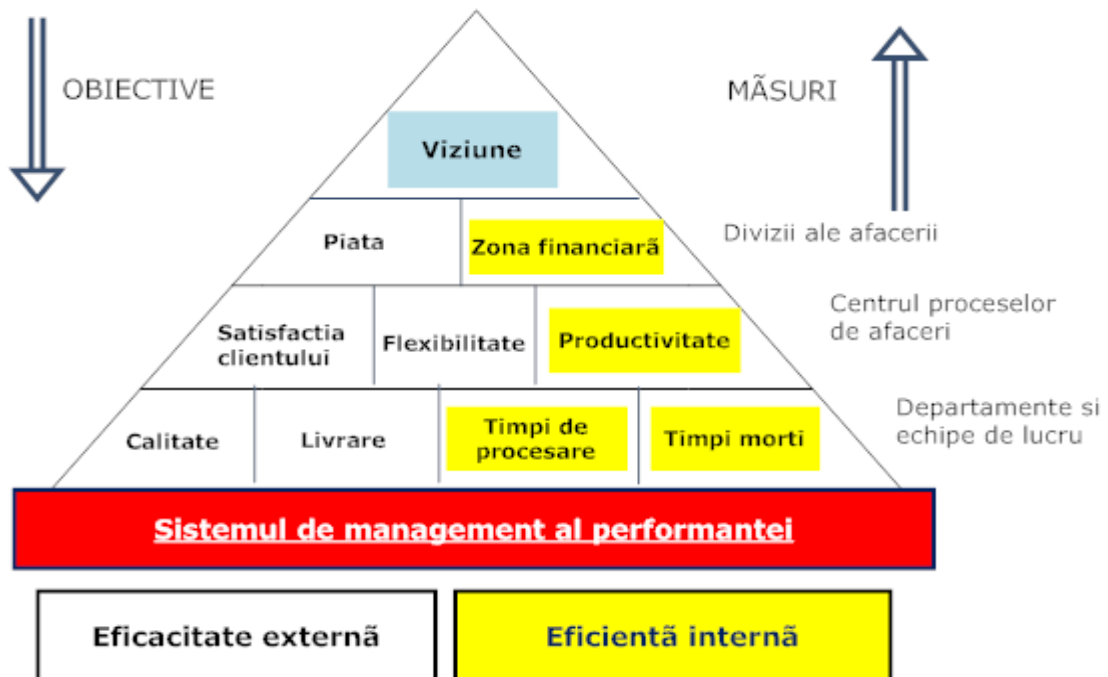 OBIECTIVE
MÃSURI
Viziune
Piata
Zona financiarã
Divizii ale afacerii
Satisfactia
clientului
Flexibilitate
Productivitate
Centrul proceselor
de afaceri
Calitate
Livrare
Timpi de
procesare
Timpi morti
Departamente si
echipe de lucru
Sistemul de management al performantei
Eficacitate externã
Eficientã internã